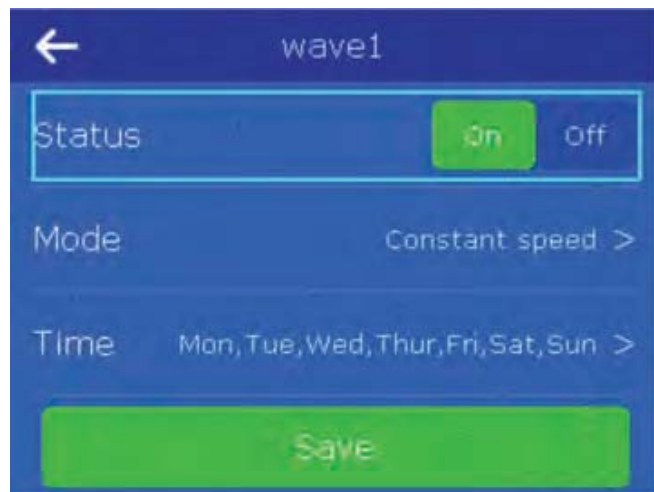 wave1
Status On Off
Mode Constant speed >
Time Mon,Tue,Wed,Thur,Fri,Sat,Sun >
Save